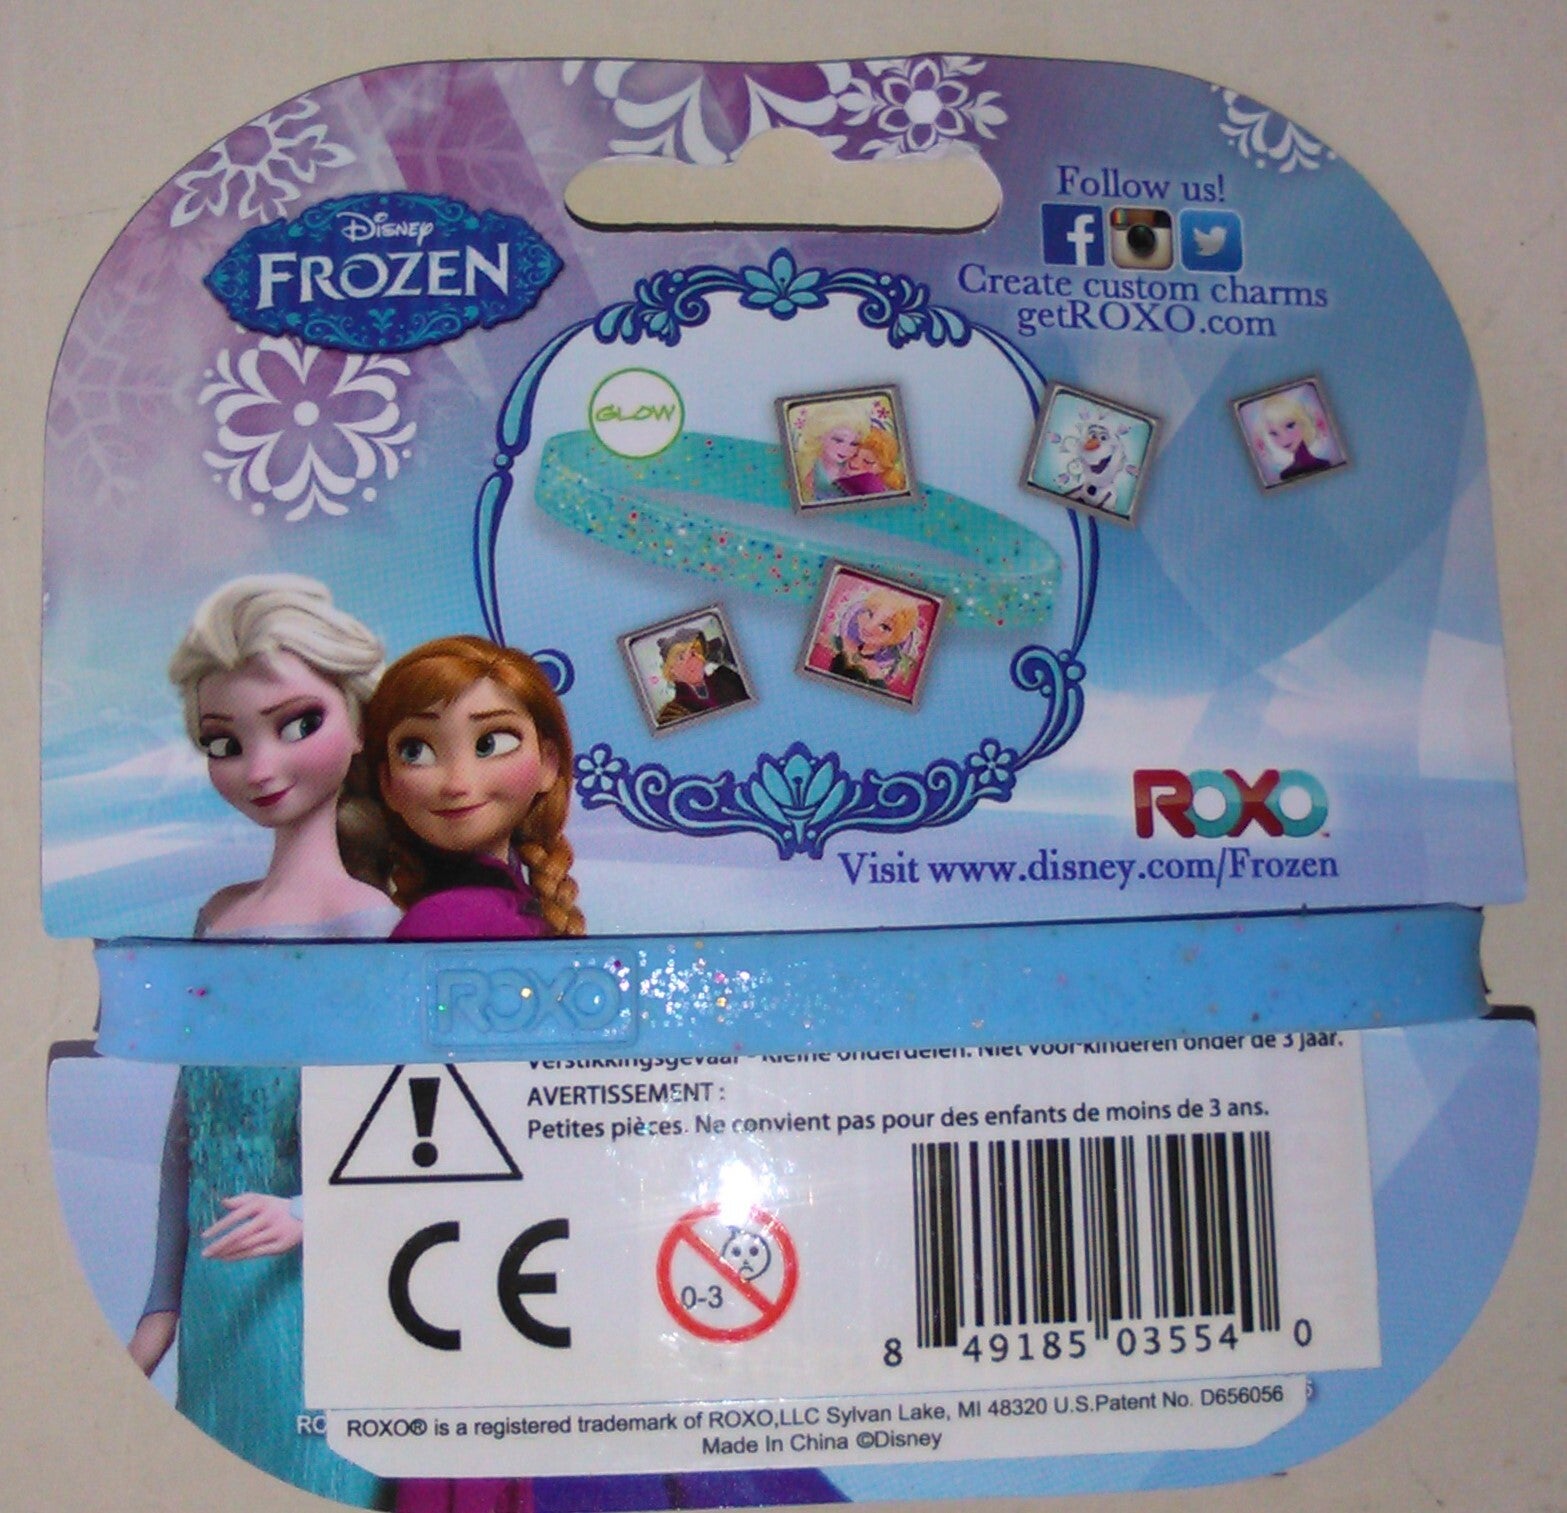 Disney
FROZEN
Follow us!
Create custom charms
getROXO.com
GLOW
ROXO
Visit www.disney.com/Frozen
ROXO
Verstikkingsgevaar - Kleine onderdelen. Niet voor kinderen onder de 3 jaar.
AVERTISSEMENT :
Petites pièces. Ne convient pas pour des enfants de moins de 3 ans.
CE
0-3
8 49185 03554 0
RO
ROXO® is a registered trademark of ROXO,LLC Sylvan Lake, MI 48320 U.S.Patent No. D656056
Made In China ©Disney